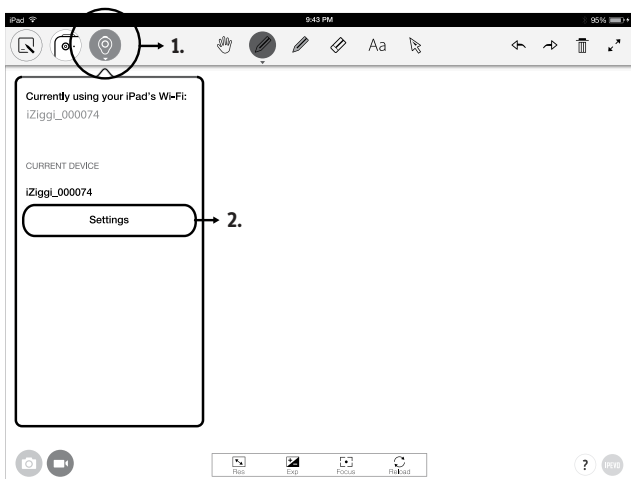 iPad 9:43 PM 95%
1.
Aa
Currently using your iPad's Wi-Fi:
iZiggi_000074
CURRENT DEVICE
iZiggi_000074
Settings
2.
Res Exp Focus Reload
? IPEVO